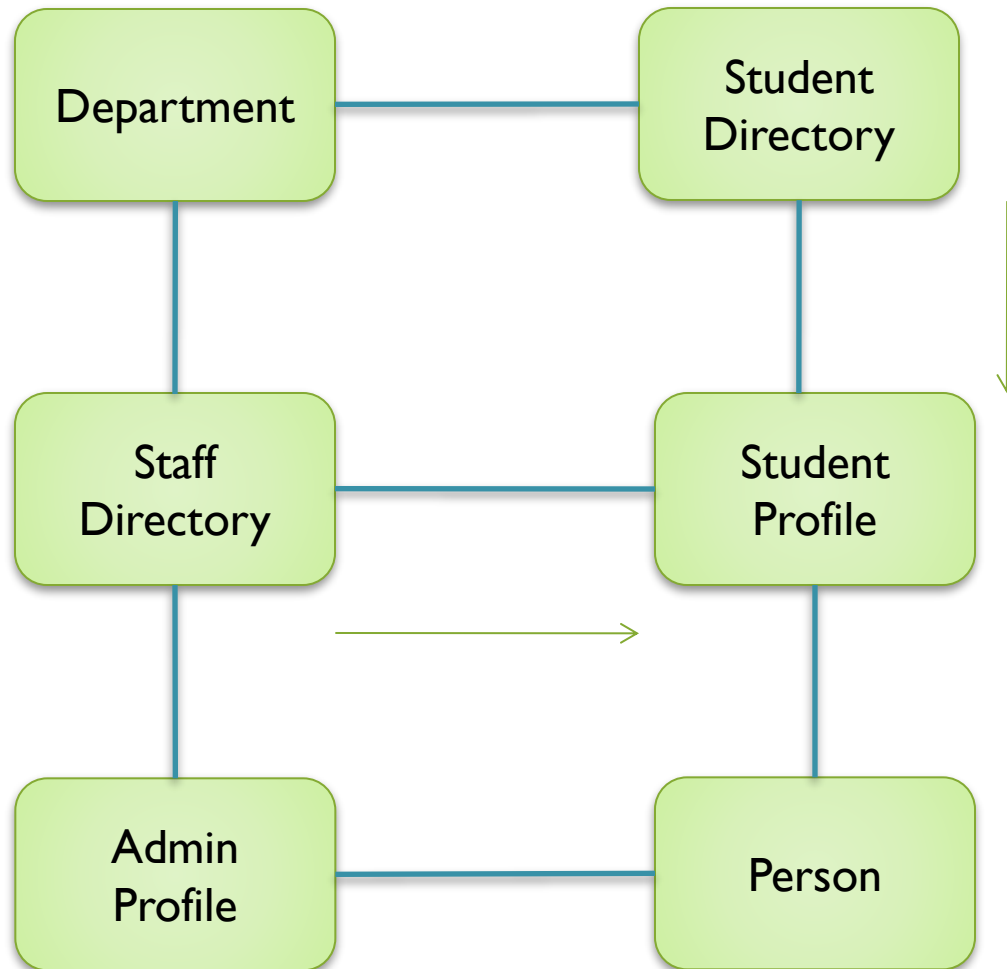 Department
Student
Directory
Staff
Directory
Student
Profile
Admin
Profile
Person